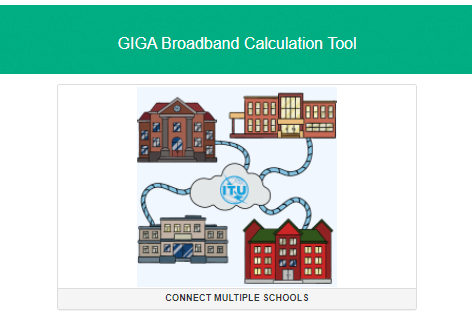 GIGA Broadband Calculation Tool
ITU
CONNECT MULTIPLE SCHOOLS